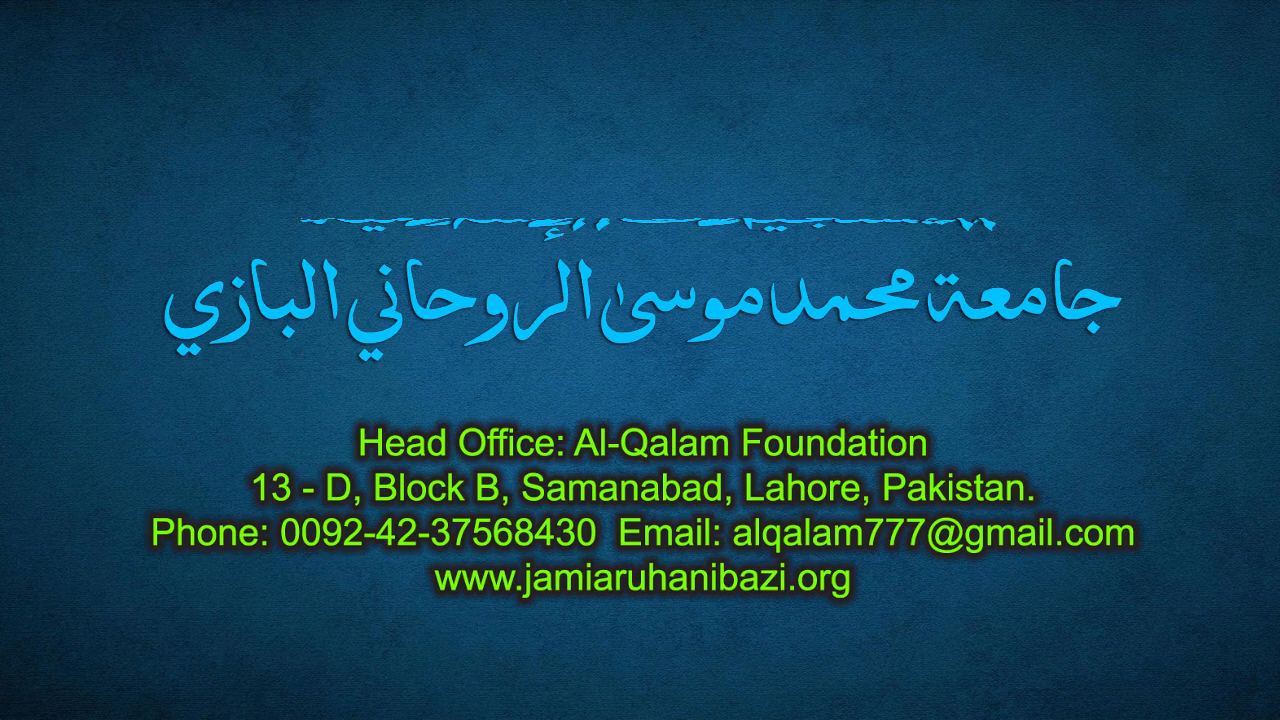 جامعة محمد موسىٰ الروحاني البازي
Head Office: Al-Qalam Foundation
13 - D, Block B, Samanabad, Lahore, Pakistan.
Phone: 0092-42-37568430  Email: alqalam777@gmail.com
www.jamiaruhanibazi.org